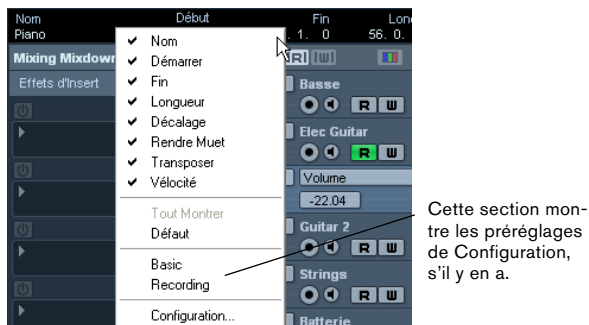 Nom Début Fin Lon
Piano . 1. 0 56. 0.
Mixing Mixdow
Effets d'Insert
✔ Nom
✔ Démarrer
✔ Fin
✔ Longueur
✔ Décalage
✔ Rendre Muet
✔ Transposer
✔ Vélocité
Tout Montrer
Défaut
Basic
Recording
Configuration...
R W
Basse
R W
Elec Guitar
R W
Volume
-22.04
Guitar 2
R W
Strings
R W
Batterie
Cette section mon-
tre les préréglages
de Configuration,
s'il y en a.